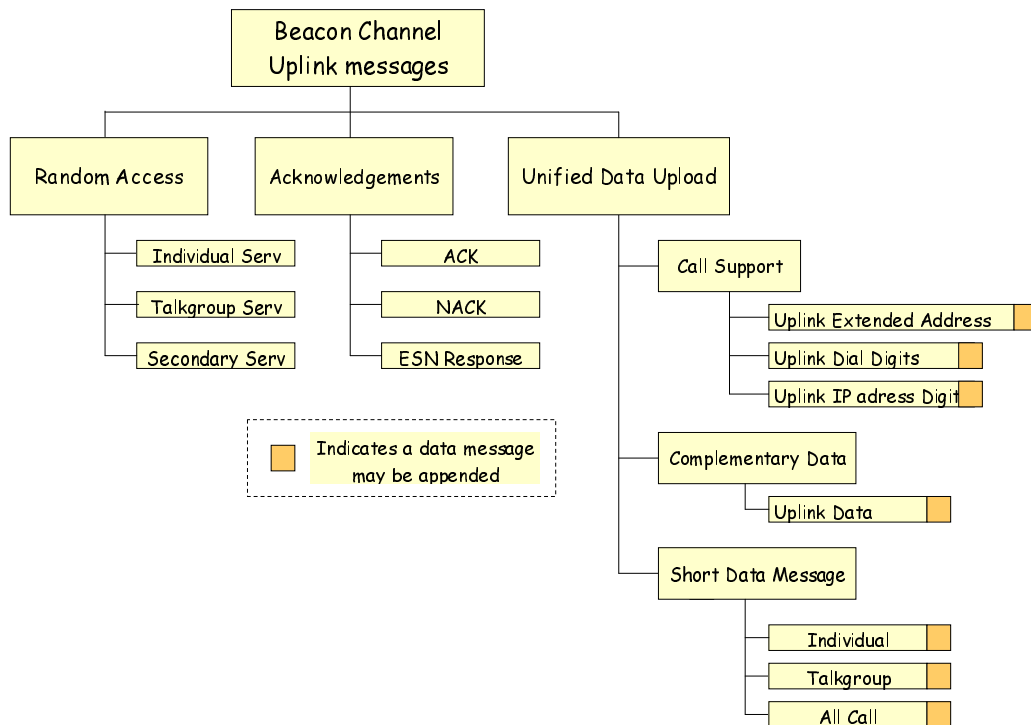 Beacon Channel
Uplink messages
Random Access
Acknowledgements
Unified Data Upload
Individual Serv
Talkgroup Serv
Secondary Serv
ACK
NACK
ESN Response
Call Support
Uplink Extended Address
Uplink Dial Digits
Uplink IP adress Digit
Complementary Data
Uplink Data
Short Data Message
Individual
Talkgroup
All Call
Indicates a data message
may be appended